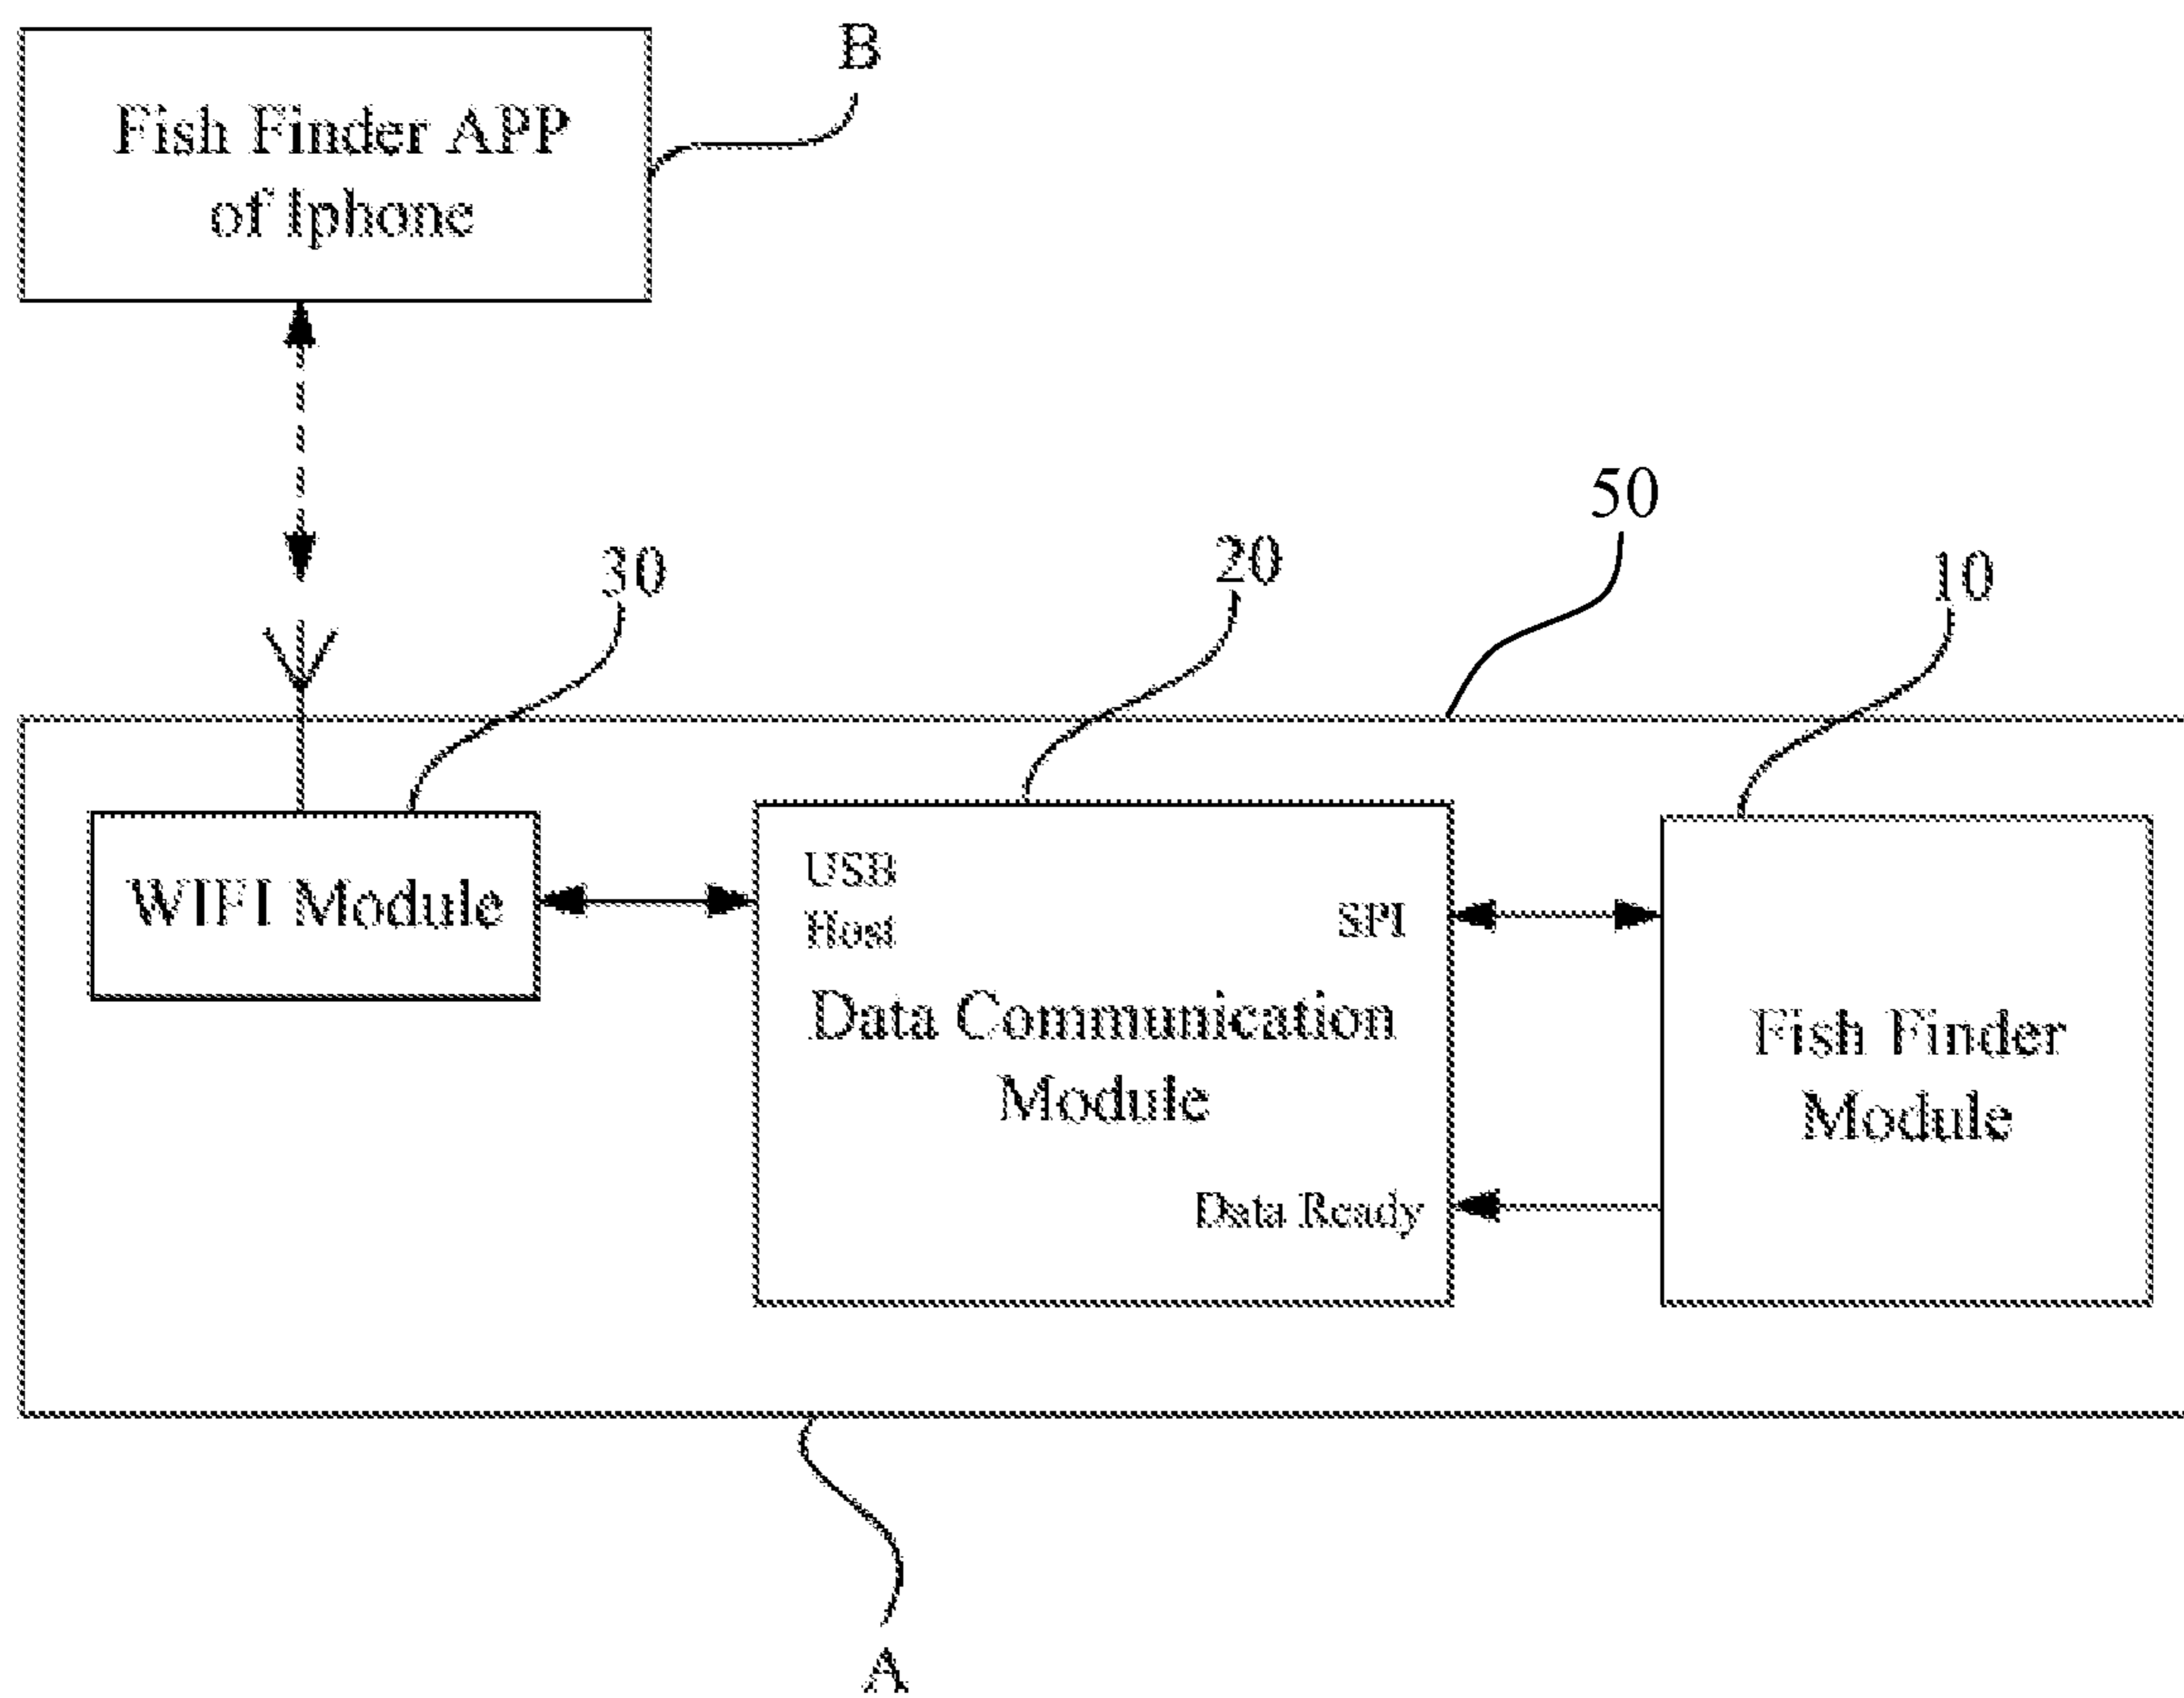 B
Fish Finder APP
of Iphone
50
30
20
10
WIFI Module
USB
Host
SPI
Data Communication
Module
Data Ready
Fish Finder
Module
A